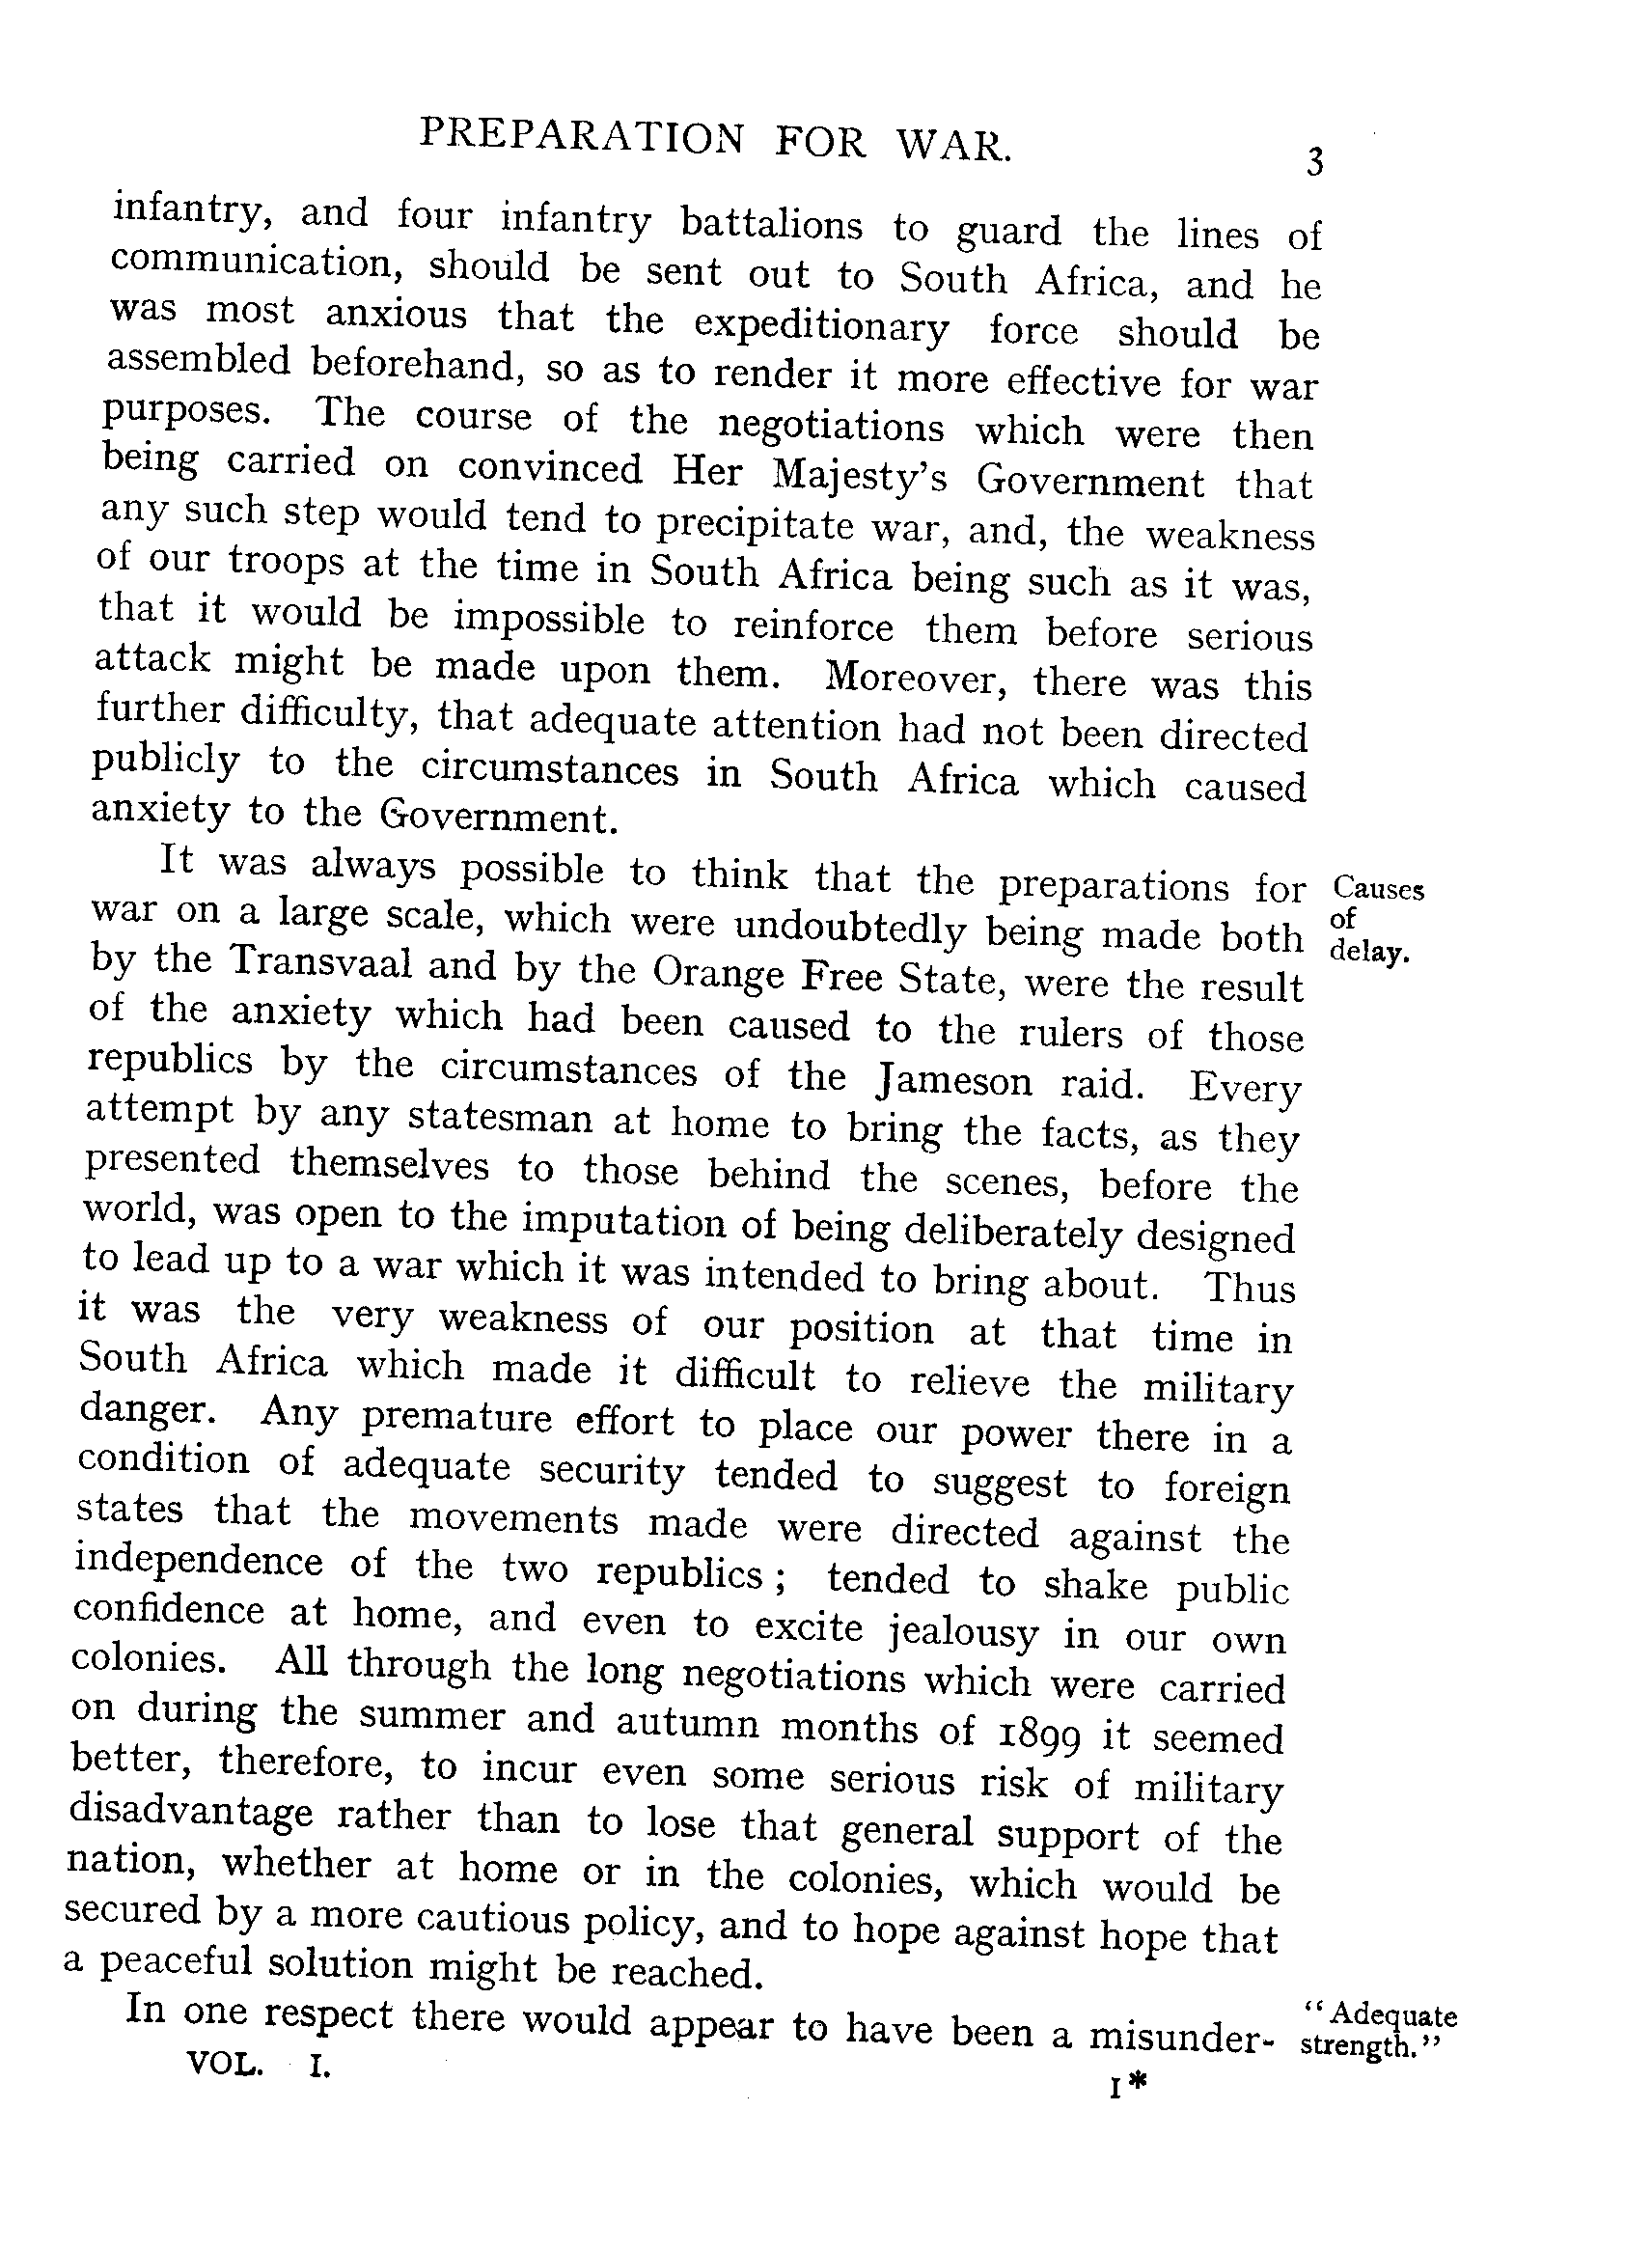 PREPARATION FOR WAR. 3
infantry, and four infantry battalions to guard the lines of
communication, should be sent out to South Africa, and he
was most anxious that the expeditionary force should be
assembled beforehand, so as to render it more effective for war
purposes. The course of the negotiations which were then
being carried on convinced Her Majesty's Government that
any such step would tend to precipitate war, and, the weakness
of our troops at the time in South Africa being such as it was,
that it would be impossible to reinforce them before serious
attack might be made upon them. Moreover, there was this
further difficulty, that adequate attention had not been directed
publicly to the circumstances in South Africa which caused
anxiety to the Government.
It was always possible to think that the preparations for
war on a large scale, which were undoubtedly being made both
by the Transvaal and by the Orange Free State, were the result
of the anxiety which had been caused to the rulers of those
republics by the circumstances of the Jameson raid. Every
attempt by any statesman at home to bring the facts, as they
presented themselves to those behind the scenes, before the
world, was open to the imputation of being deliberately designed
to lead up to a war which it was intended to bring about. Thus
it was the very weakness of our position at that time in
South Africa which made it difficult to relieve the military
danger. Any premature effort to place our power there in a
condition of adequate security tended to suggest to foreign
states that the movements made were directed against the
independence of the two republics; tended to shake public
confidence at home, and even to excite jealousy in our own
colonies. All through the long negotiations which were carried
on during the summer and autumn months of 1899 it seemed
better, therefore, to incur even some serious risk of military
disadvantage rather than to lose that general support of the
nation, whether at home or in the colonies, which would be
secured by a more cautious policy, and to hope against hope that
a peaceful solution might be reached.
In one respect there would appear to have been a misunder-
VOL. I. 1*
Causes
of
delay.
"Adequate
strength."